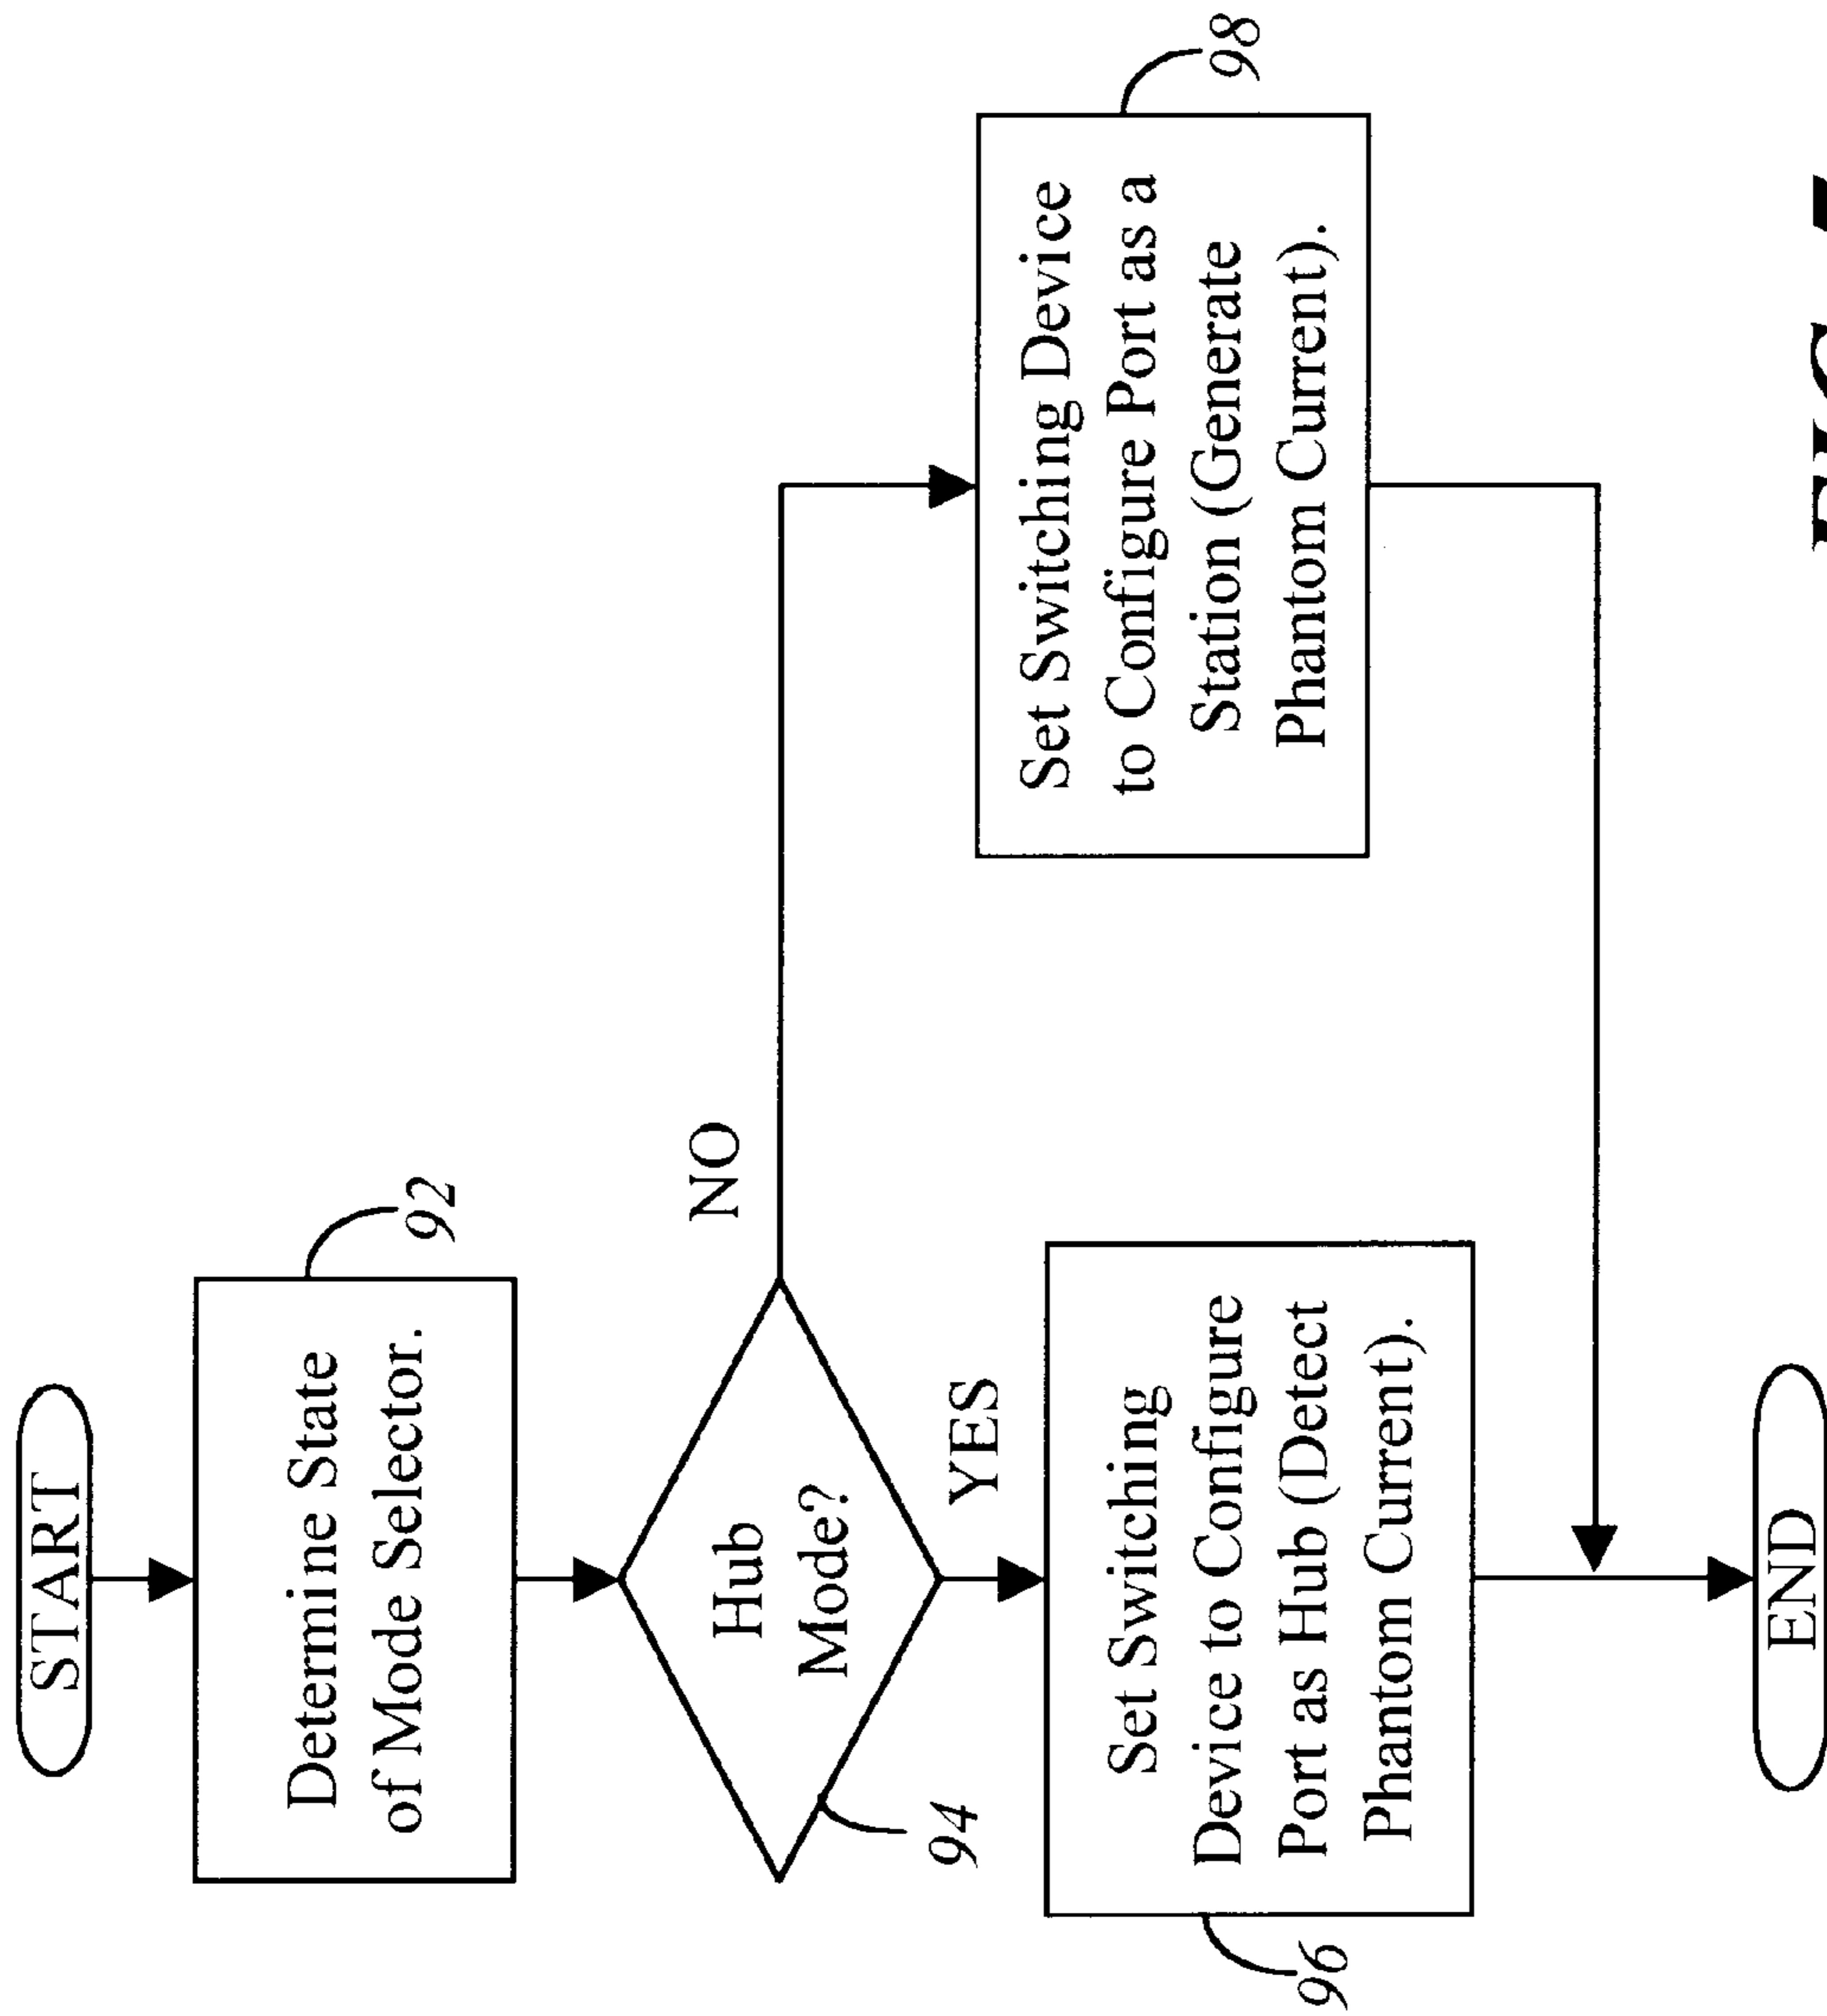 START
Determine State
of Mode Selector.
92
Hub
Mode?
94
NO
YES
Set Switching
Device to Configure
Port as Hub (Detect
Phantom Current).
96
Set Switching Device
to Configure Port as a
Station (Generate
Phantom Current).
98
END